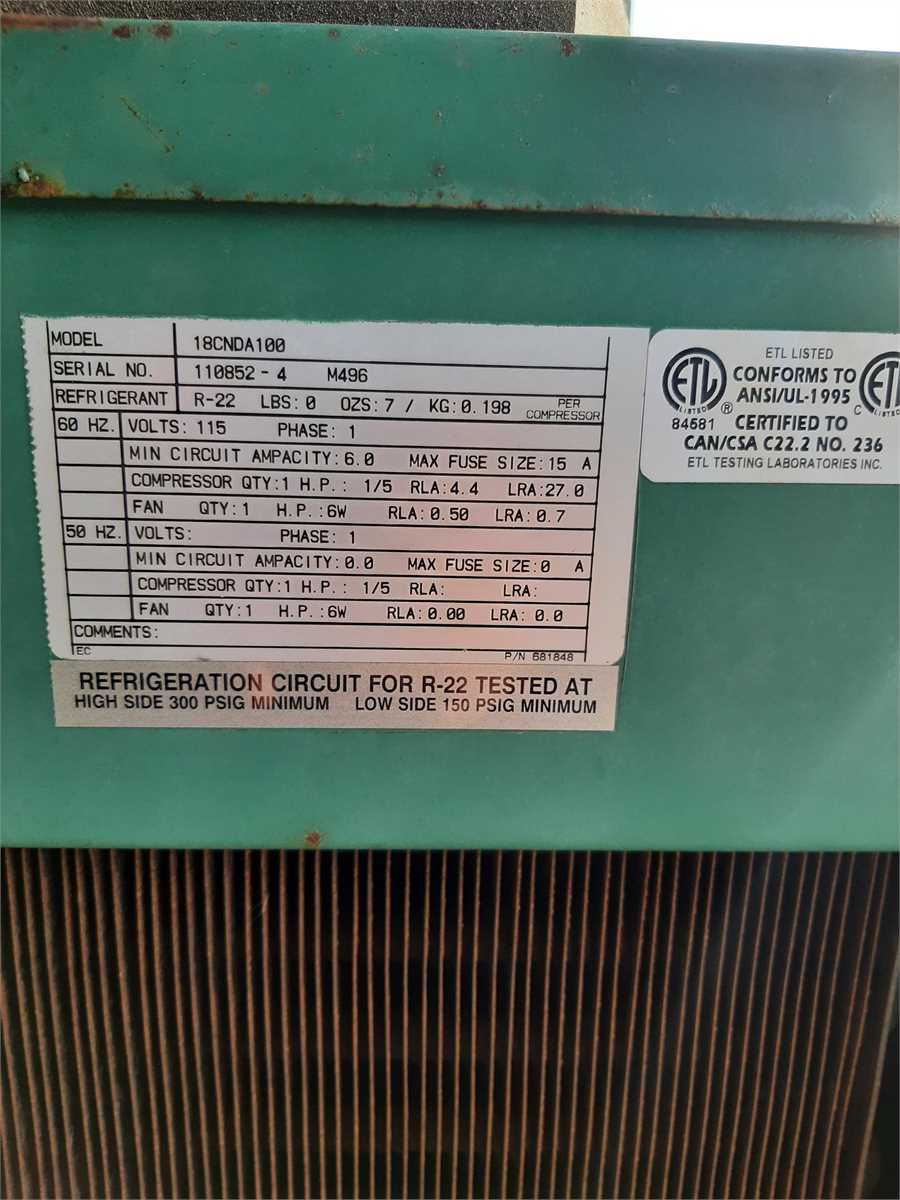 MODEL 18CNDA100
SERIAL NO. 110852-4 M496
REFRIGERANT R-22 LBS: 0 OZS: 7 / KG: 0.198 PER COMPRESSOR
60 HZ. VOLTS: 115 PHASE: 1
MIN CIRCUIT AMPACITY: 6.0 MAX FUSE SIZE: 15 A
COMPRESSOR QTY: 1 H.P.: 1/5 RLA: 4.4 LRA: 27.0
FAN QTY: 1 H.P.: 6W RLA: 0.50 LRA: 0.7
50 HZ. VOLTS: PHASE: 1
MIN CIRCUIT AMPACITY: 0.0 MAX FUSE SIZE: 0 A
COMPRESSOR QTY: 1 H.P.: 1/5 RLA: LRA:
FAN QTY: 1 H.P.: 6W RLA: 0.00 LRA: 0.0
COMMENTS:
EC P/N 681848
REFRIGERATION CIRCUIT FOR R-22 TESTED AT
HIGH SIDE 300 PSIG MINIMUM LOW SIDE 150 PSIG MINIMUM
ETL LISTED
CONFORMS TO
ANSI/UL-1995
CERTIFIED TO
CAN/CSA C22.2 NO. 236
ETL TESTING LABORATORIES INC.
ETL
LISTED
®
84581
C
ETL
LISTED